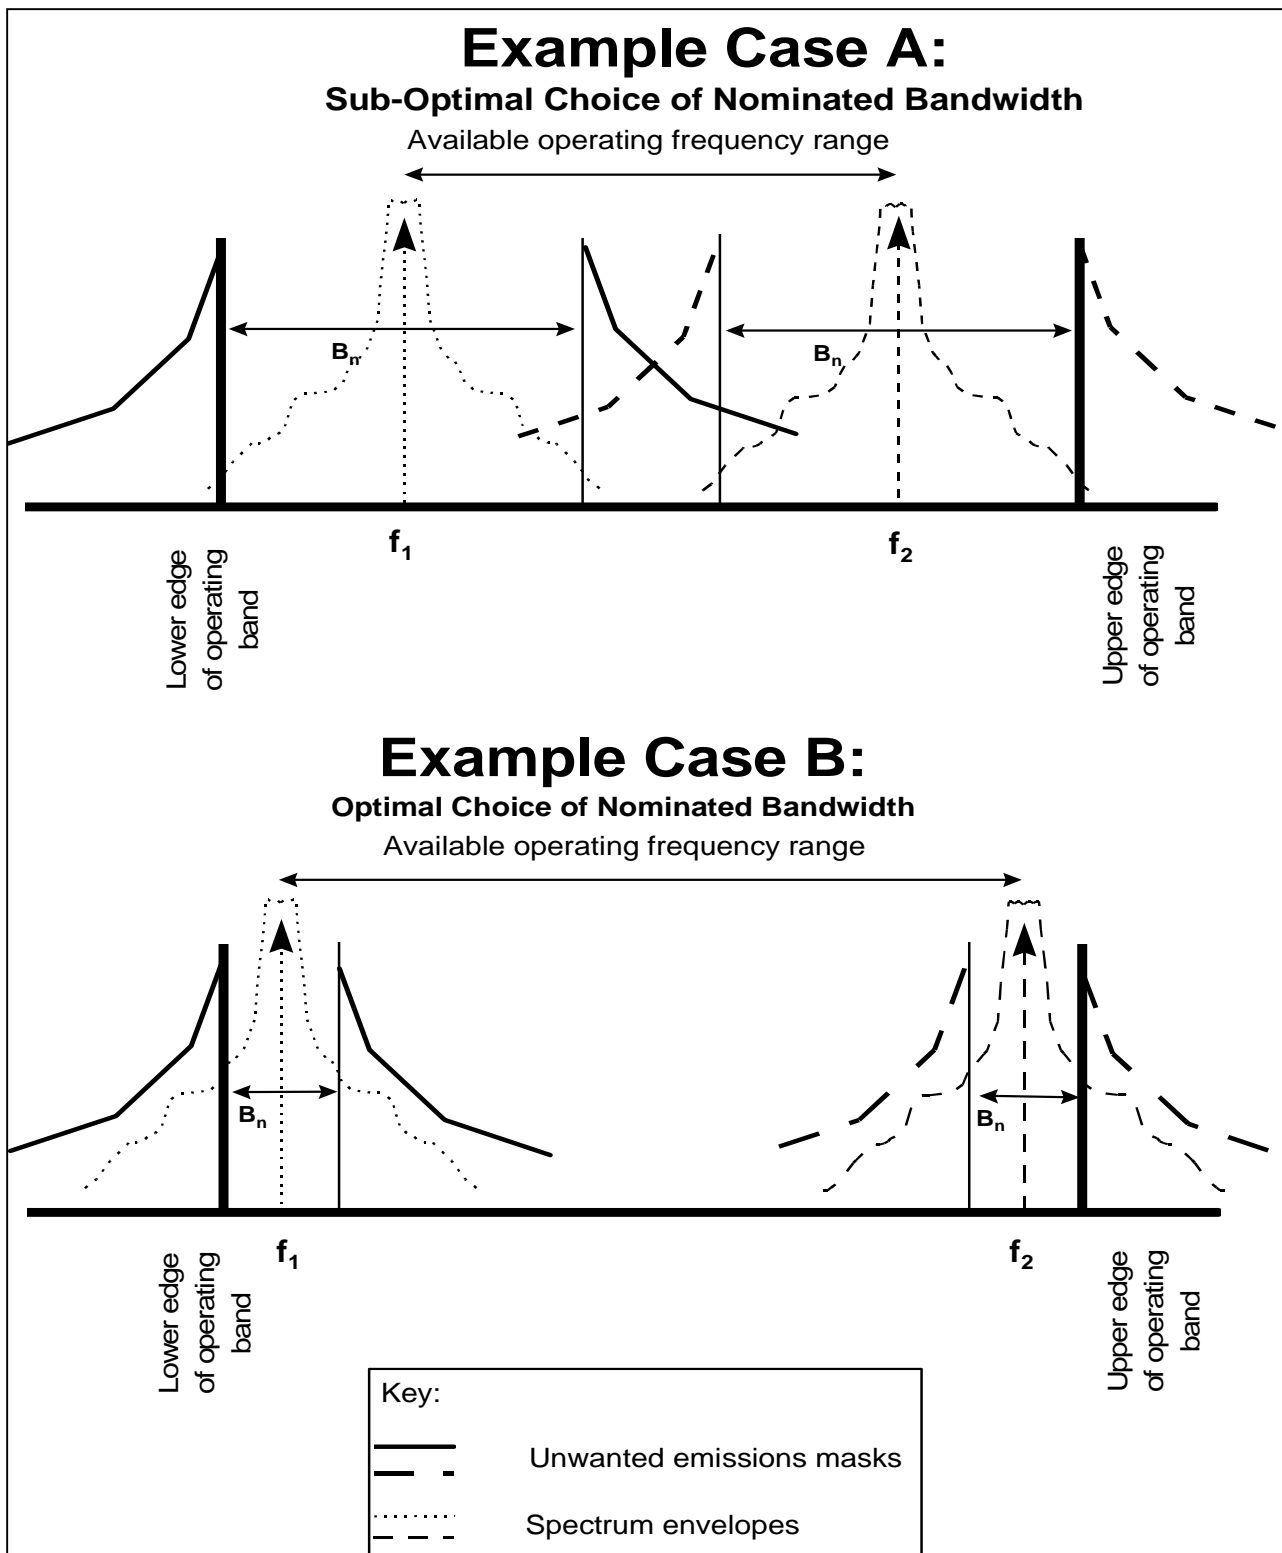 Example Case A:
Sub-Optimal Choice of Nominated Bandwidth
Available operating frequency range
Bn
Bn
f1
f2
Lower edge
of operating
band
Upper edge
of operating
band
Example Case B:
Optimal Choice of Nominated Bandwidth
Available operating frequency range
Bn
Bn
f1
f2
Lower edge
of operating
band
Upper edge
of operating
band
Key:
Unwanted emissions masks
Spectrum envelopes